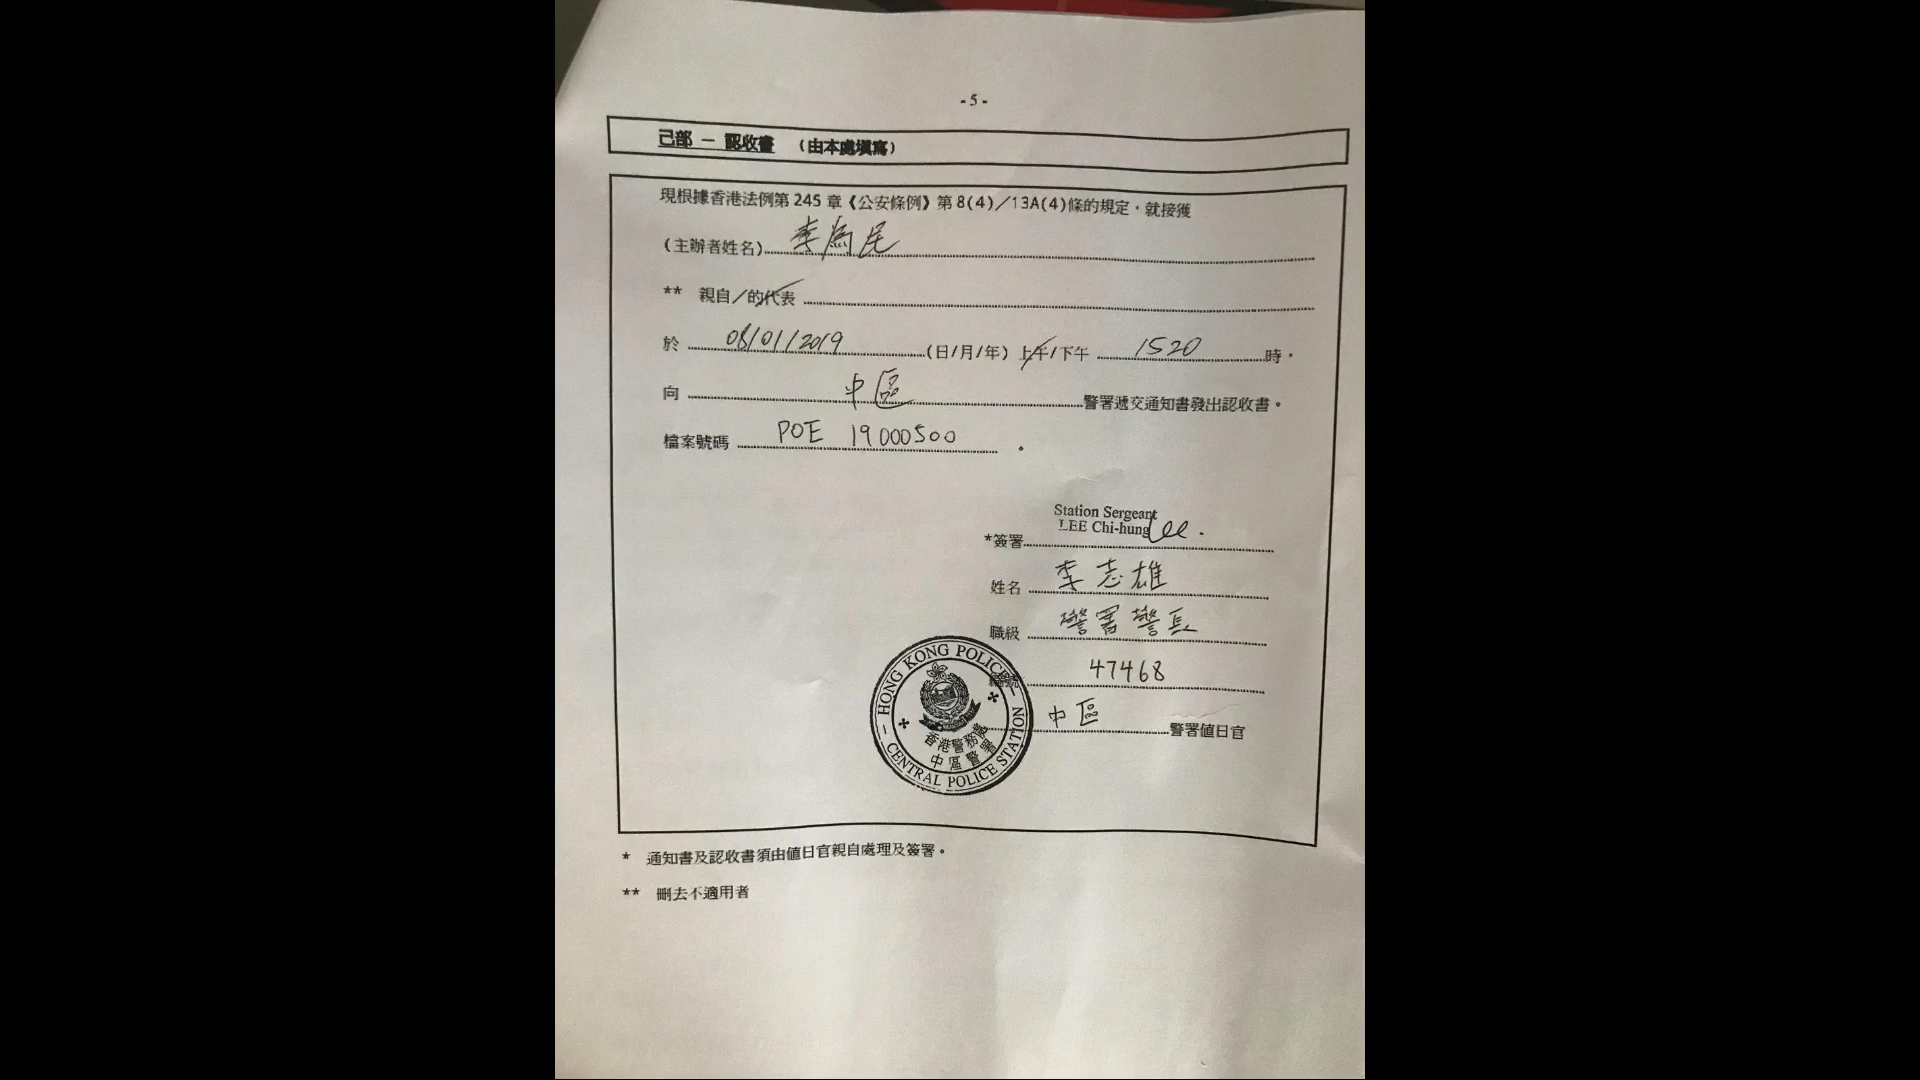 - 5 -
己部 － 認收書 （由本處填寫）
現根據香港法例第 245 章《公安條例》第 8(4)／13A(4)條的規定，就接獲
(主辦者姓名) 李為民
** 親自／的代表
於 08/01/2019 (日/月/年) 上午/下午 1520 時，
向 中區 警署遞交通知書發出認收書。
檔案號碼 POE 19000500 。
Station Sergeant
LEE Chi-hung Lee.
*簽署
姓名 李志雄
職級 警署警長
編號 47468
中區 警署值日官
HONG KONG POLICE
香港警務處
中區警署
CENTRAL POLICE STATION
* 通知書及認收書須由值日官親自處理及簽署。
** 刪去不適用者